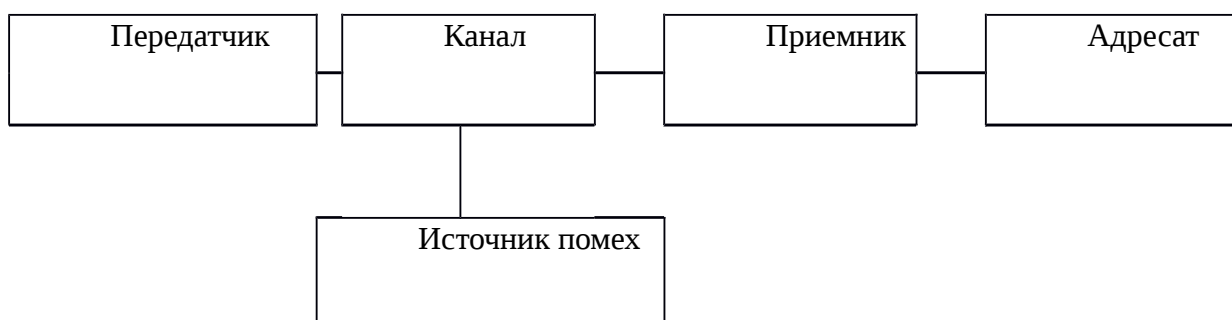 Передатчик
Канал
Приемник
Адресат
Источник помех